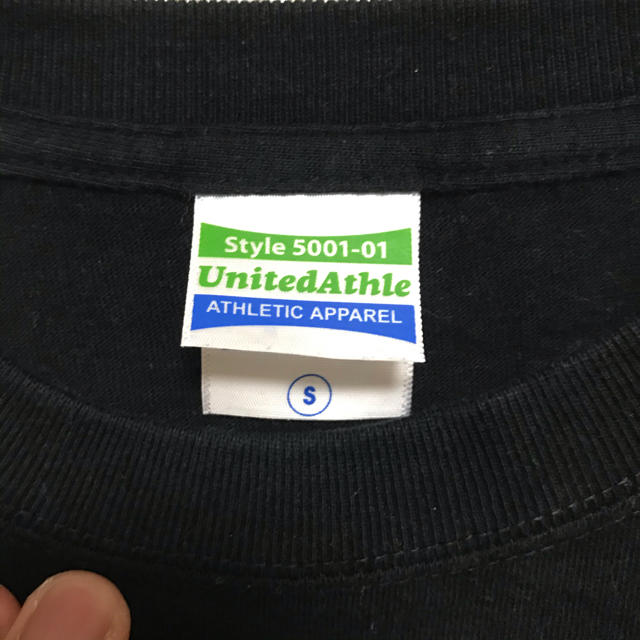 Style 5001-01
UnitedAthle
ATHLETIC APPAREL
S